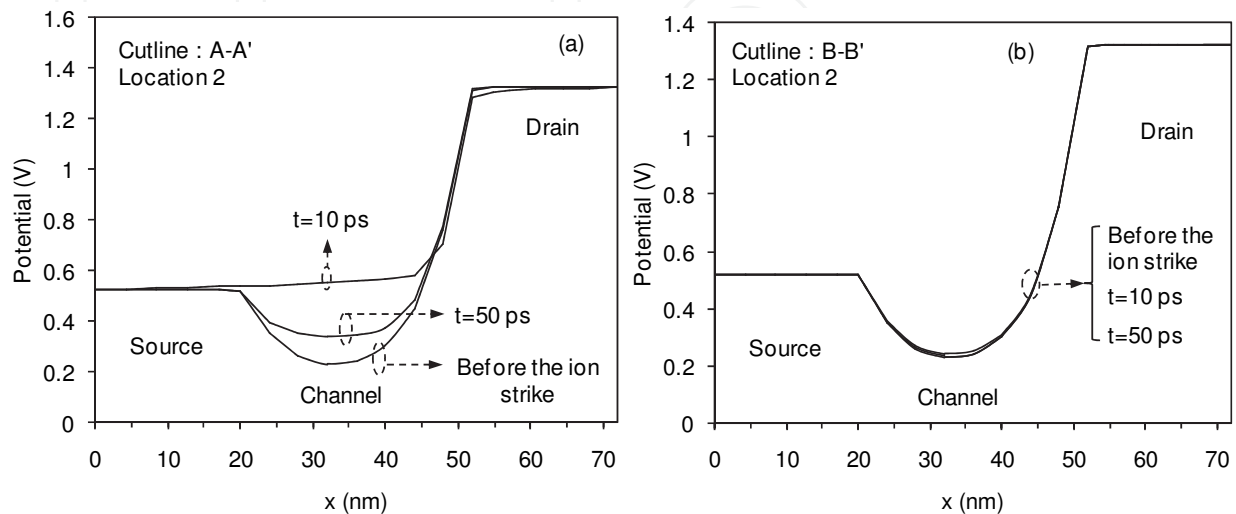 Cutline : A-A'
Location 2
(a)
Potential (V)
1.6
1.4
1.2
1
0.8
0.6
0.4
0.2
0
Drain
t=10 ps
t=50 ps
Source
Before the ion
strike
Channel
0 10 20 30 40 50 60 70
x (nm)
Cutline : B-B'
Location 2
(b)
Potential (V)
1.4
1.2
1
0.8
0.6
0.4
0.2
0
Drain
Before the
ion strike
t=10 ps
t=50 ps
Source
Channel
0 10 20 30 40 50 60 70
x (nm)